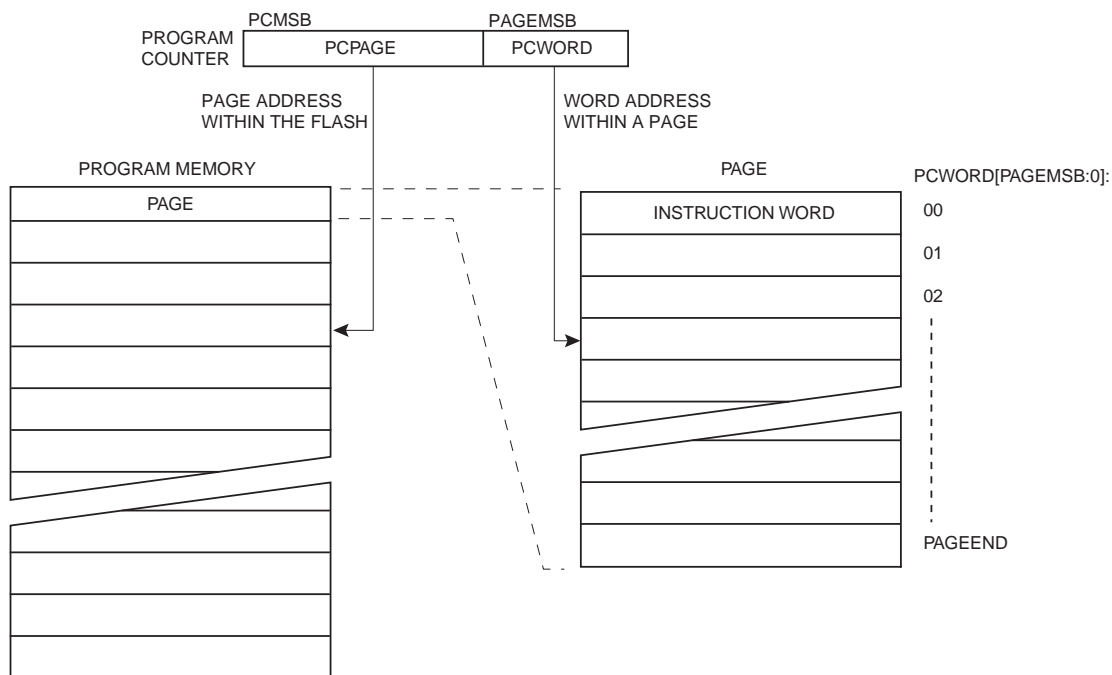 PCMSB
PAGEMSB
PROGRAM
COUNTER
PCPAGE
PCWORD
PAGE ADDRESS
WITHIN THE FLASH
WORD ADDRESS
WITHIN A PAGE
PROGRAM MEMORY
PAGE
PAGE
INSTRUCTION WORD
PCWORD[PAGEMSB:0]:
00
01
02
PAGEEND